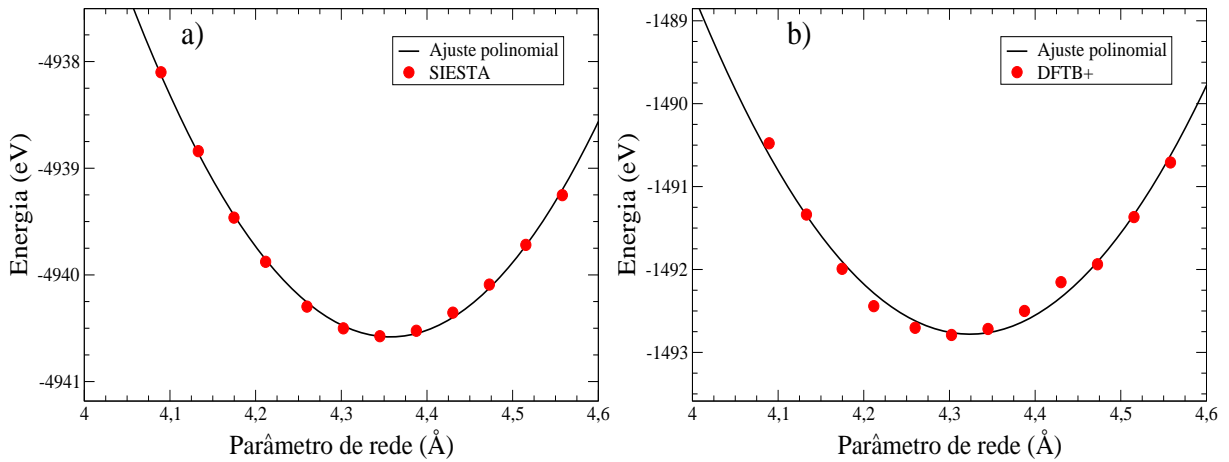 a)
Ajuste polinomial
SIESTA
Energia (eV)
-4938
-4939
-4940
-4941
4
4,1
4,2
4,3
4,4
4,5
4,6
Parâmetro de rede (Å)
b)
Ajuste polinomial
DFTB+
Energia (eV)
-1489
-1490
-1491
-1492
-1493
4
4,1
4,2
4,3
4,4
4,5
4,6
Parâmetro de rede (Å)